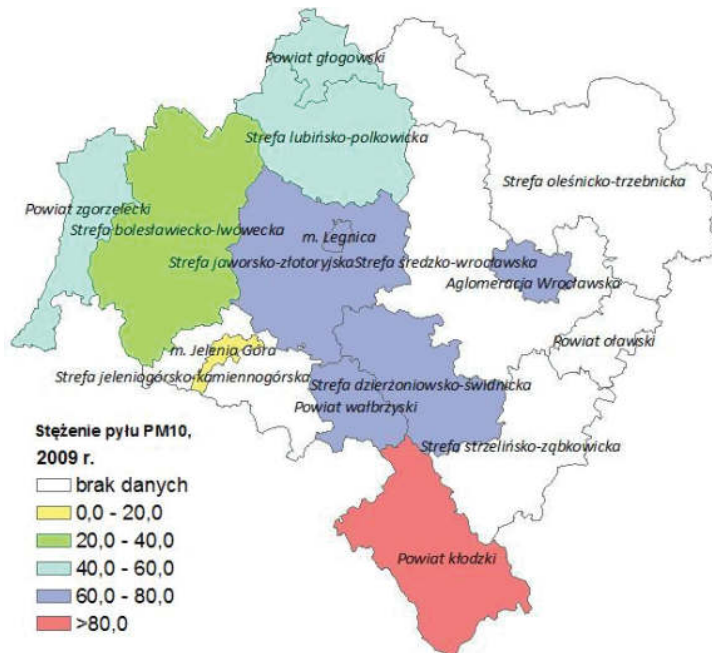 Powiat głogowski
Strefa lubińsko-polkowicka
Strefa oleśnicko-trzebnicka
Powiat zgorzelecki
Strefa bolesławiecko-lwówecka
m. Legnica
Strefa jaworsko-złotoryjska
Strefa średzko-wrocławska
Aglomeracja Wrocławska
Powiat oławski
m. Jelenia Góra
Strefa jeleniogórsko-kamiennogórska
Strefa dzierżoniowsko-świdnicka
Powiat wałbrzyski
Strefa strzelińsko-ząbkowicka
Powiat kłodzki
Stężenie pyłu PM10,
2009 r.
brak danych
0,0 - 20,0
20,0 - 40,0
40,0 - 60,0
60,0 - 80,0
>80,0